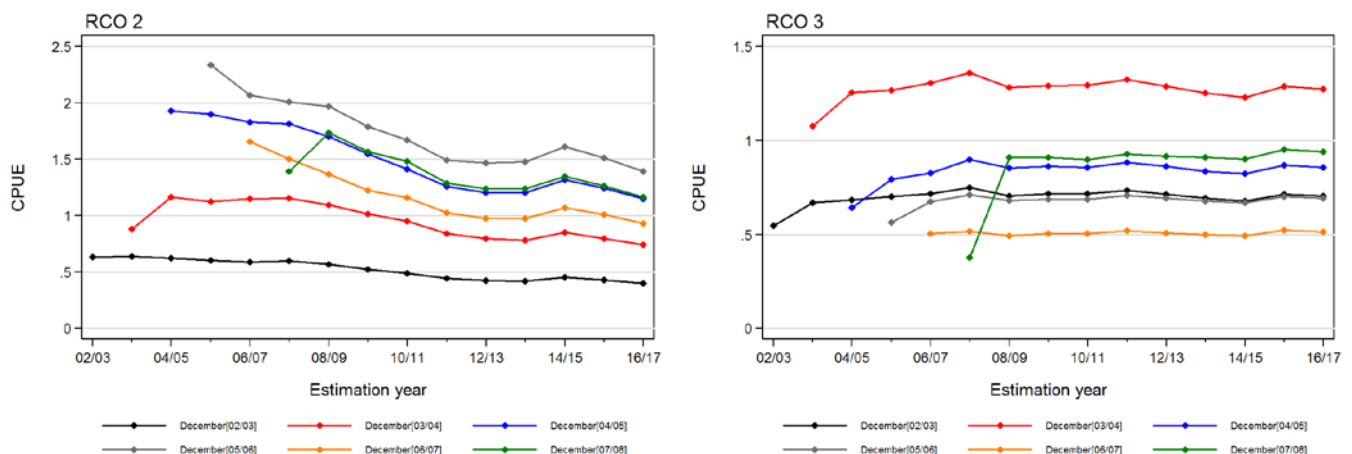 RCO 2
2.5
2
1.5
1
.5
0
CPUE
02/03 04/05 06/07 08/09 10/11 12/13 14/15 16/17
Estimation year
December[02/03] December[03/04] December[04/05]
December[05/06] December[06/07] December[07/08]
RCO 3
1.5
1
.5
0
CPUE
02/03 04/05 06/07 08/09 10/11 12/13 14/15 16/17
Estimation year
December[02/03] December[03/04] December[04/05]
December[05/06] December[06/07] December[07/08]